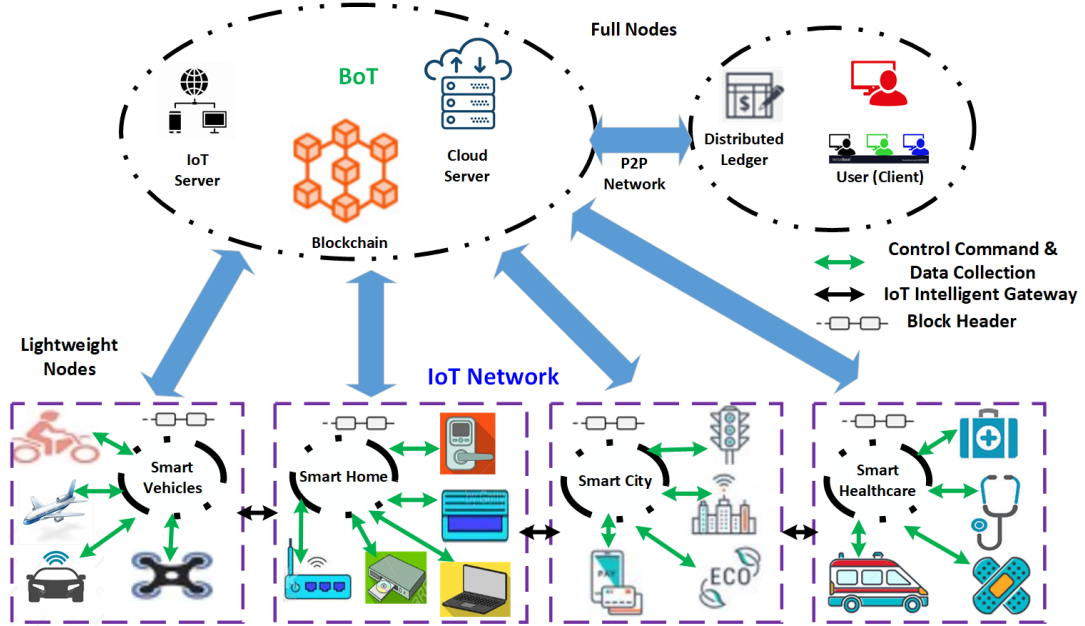 Full Nodes
BoT
IoT
Server
Cloud
Server
Blockchain
P2P
Network
Distributed
Ledger
User (Client)
Control Command &
Data Collection
IoT Intelligent Gateway
Block Header
Lightweight
Nodes
IoT Network
Smart
Vehicles
Smart Home
Smart City
PAY
ECO
Smart
Healthcare